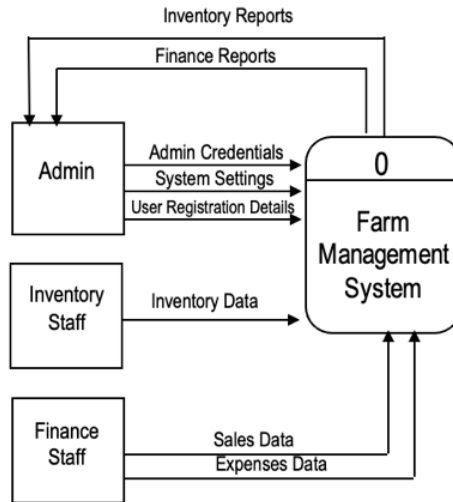 Inventory Reports
Finance Reports
Admin
Admin Credentials
System Settings
User Registration Details
0
Farm
Management
System
Inventory
Staff
Inventory Data
Finance
Staff
Sales Data
Expenses Data